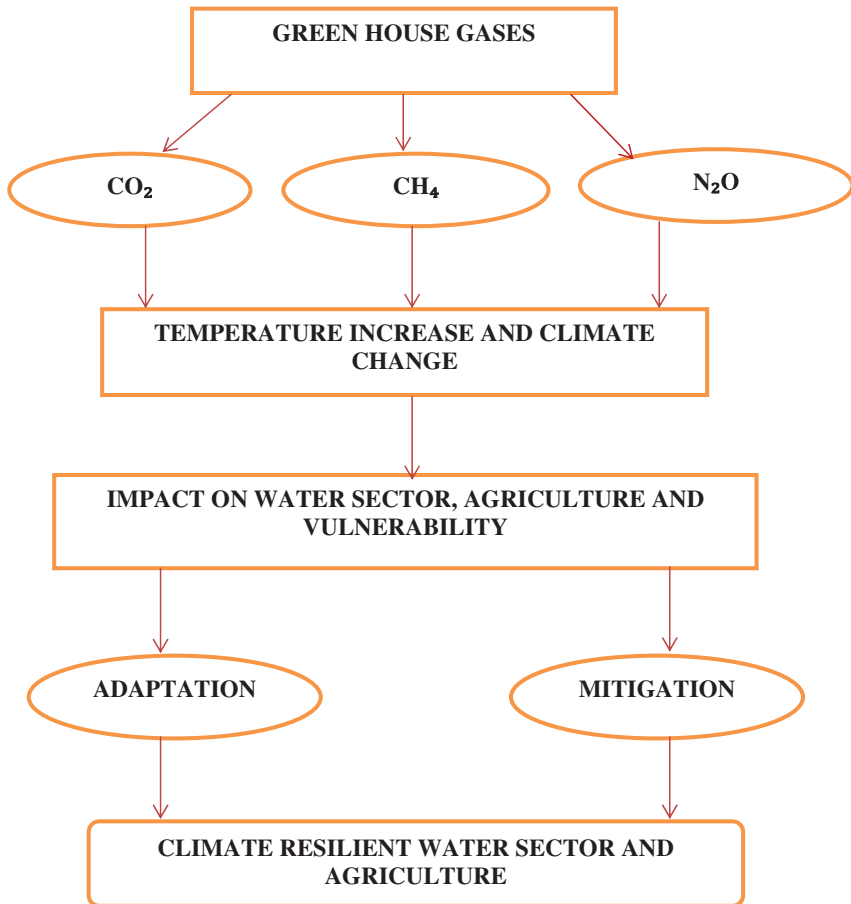 GREEN HOUSE GASES
CO₂
CH₄
N₂O
TEMPERATURE INCREASE AND CLIMATE
CHANGE
IMPACT ON WATER SECTOR, AGRICULTURE AND
VULNERABILITY
ADAPTATION
MITIGATION
CLIMATE RESILIENT WATER SECTOR AND
AGRICULTURE